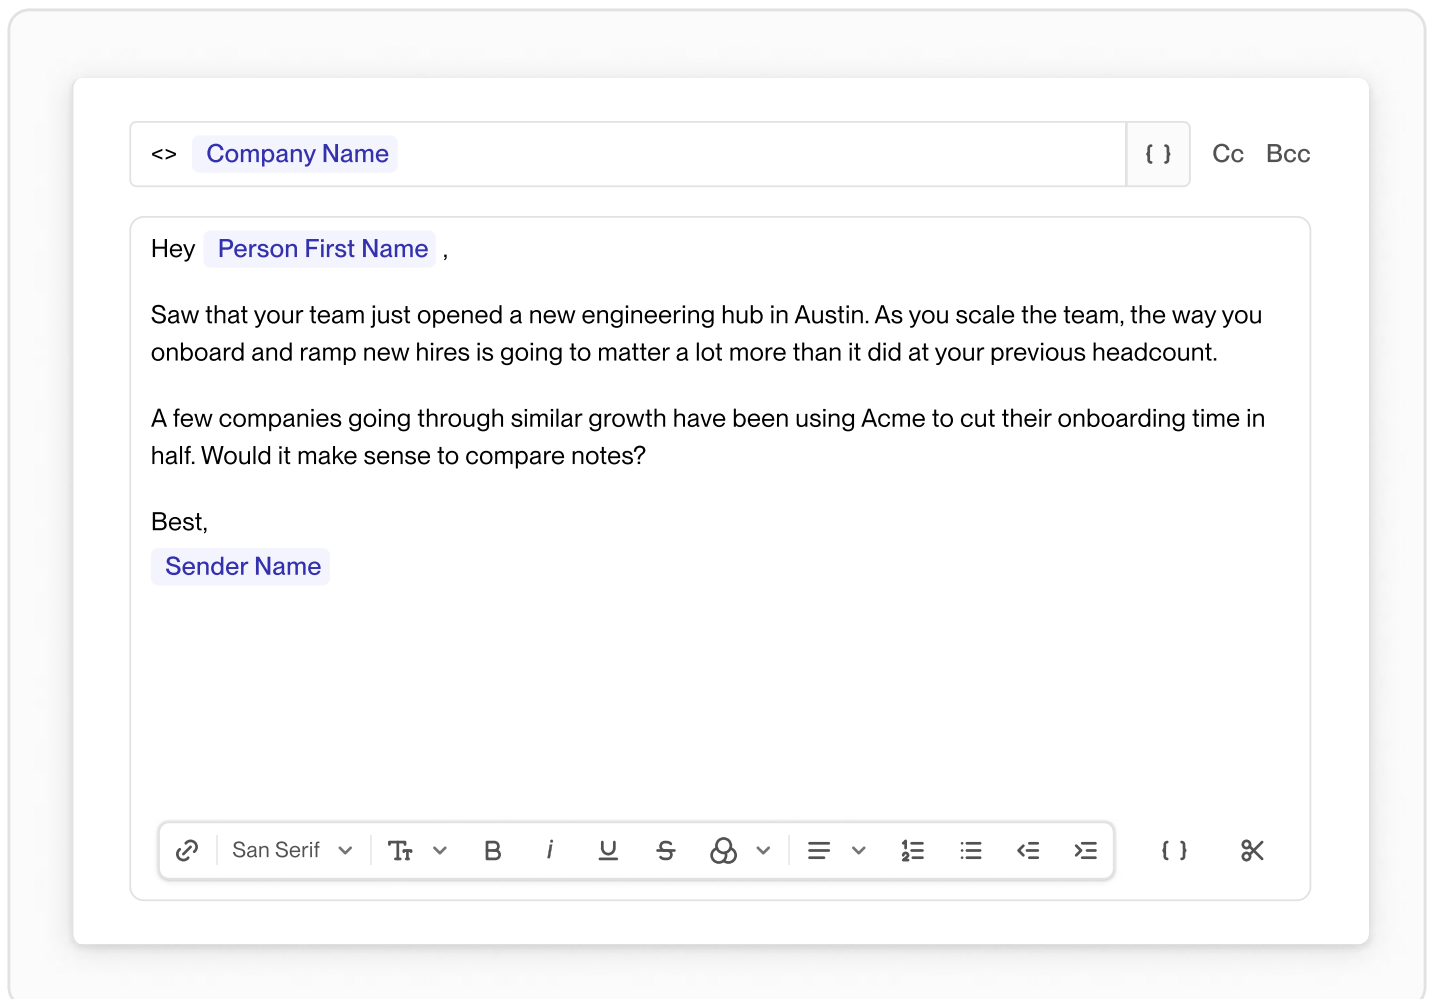 <> Company Name { } Cc Bcc
Hey Person First Name ,
Saw that your team just opened a new engineering hub in Austin. As you scale the team, the way you
onboard and ramp new hires is going to matter a lot more than it did at your previous headcount.
A few companies going through similar growth have been using Acme to cut their onboarding time in
half. Would it make sense to compare notes?
Best,
Sender Name
San Serif TT B i U S { }